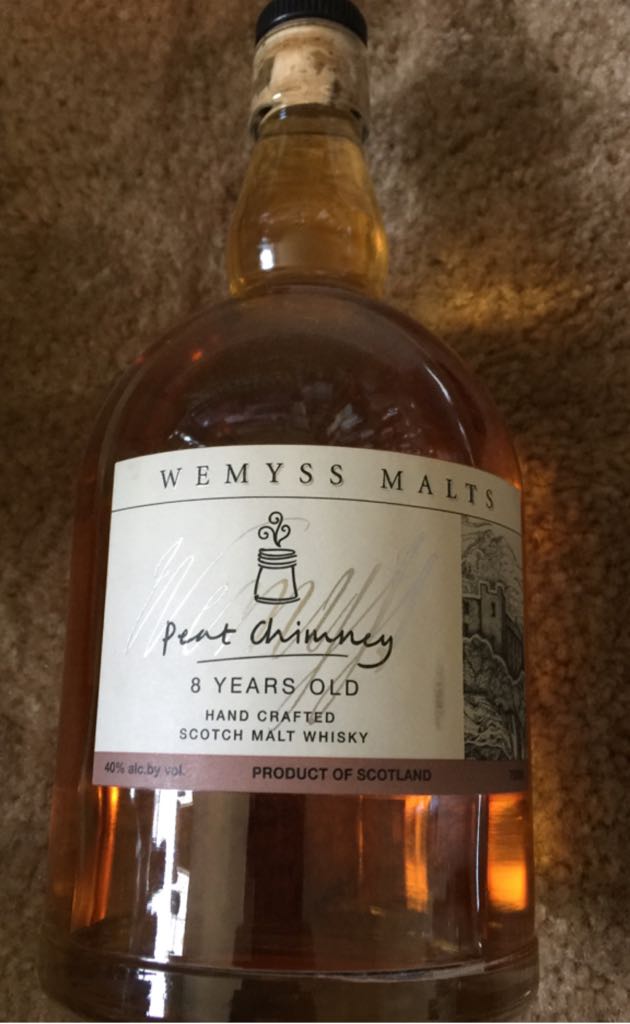 WEMYSS MALTS
Wemyss
Peat Chimney
8 YEARS OLD
HAND CRAFTED
SCOTCH MALT WHISKY
40% alc.by vol.
PRODUCT OF SCOTLAND